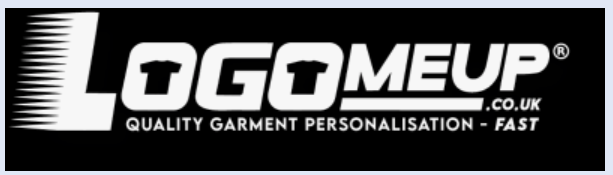 LOGOMEUP®
.CO.UK
QUALITY GARMENT PERSONALISATION - FAST